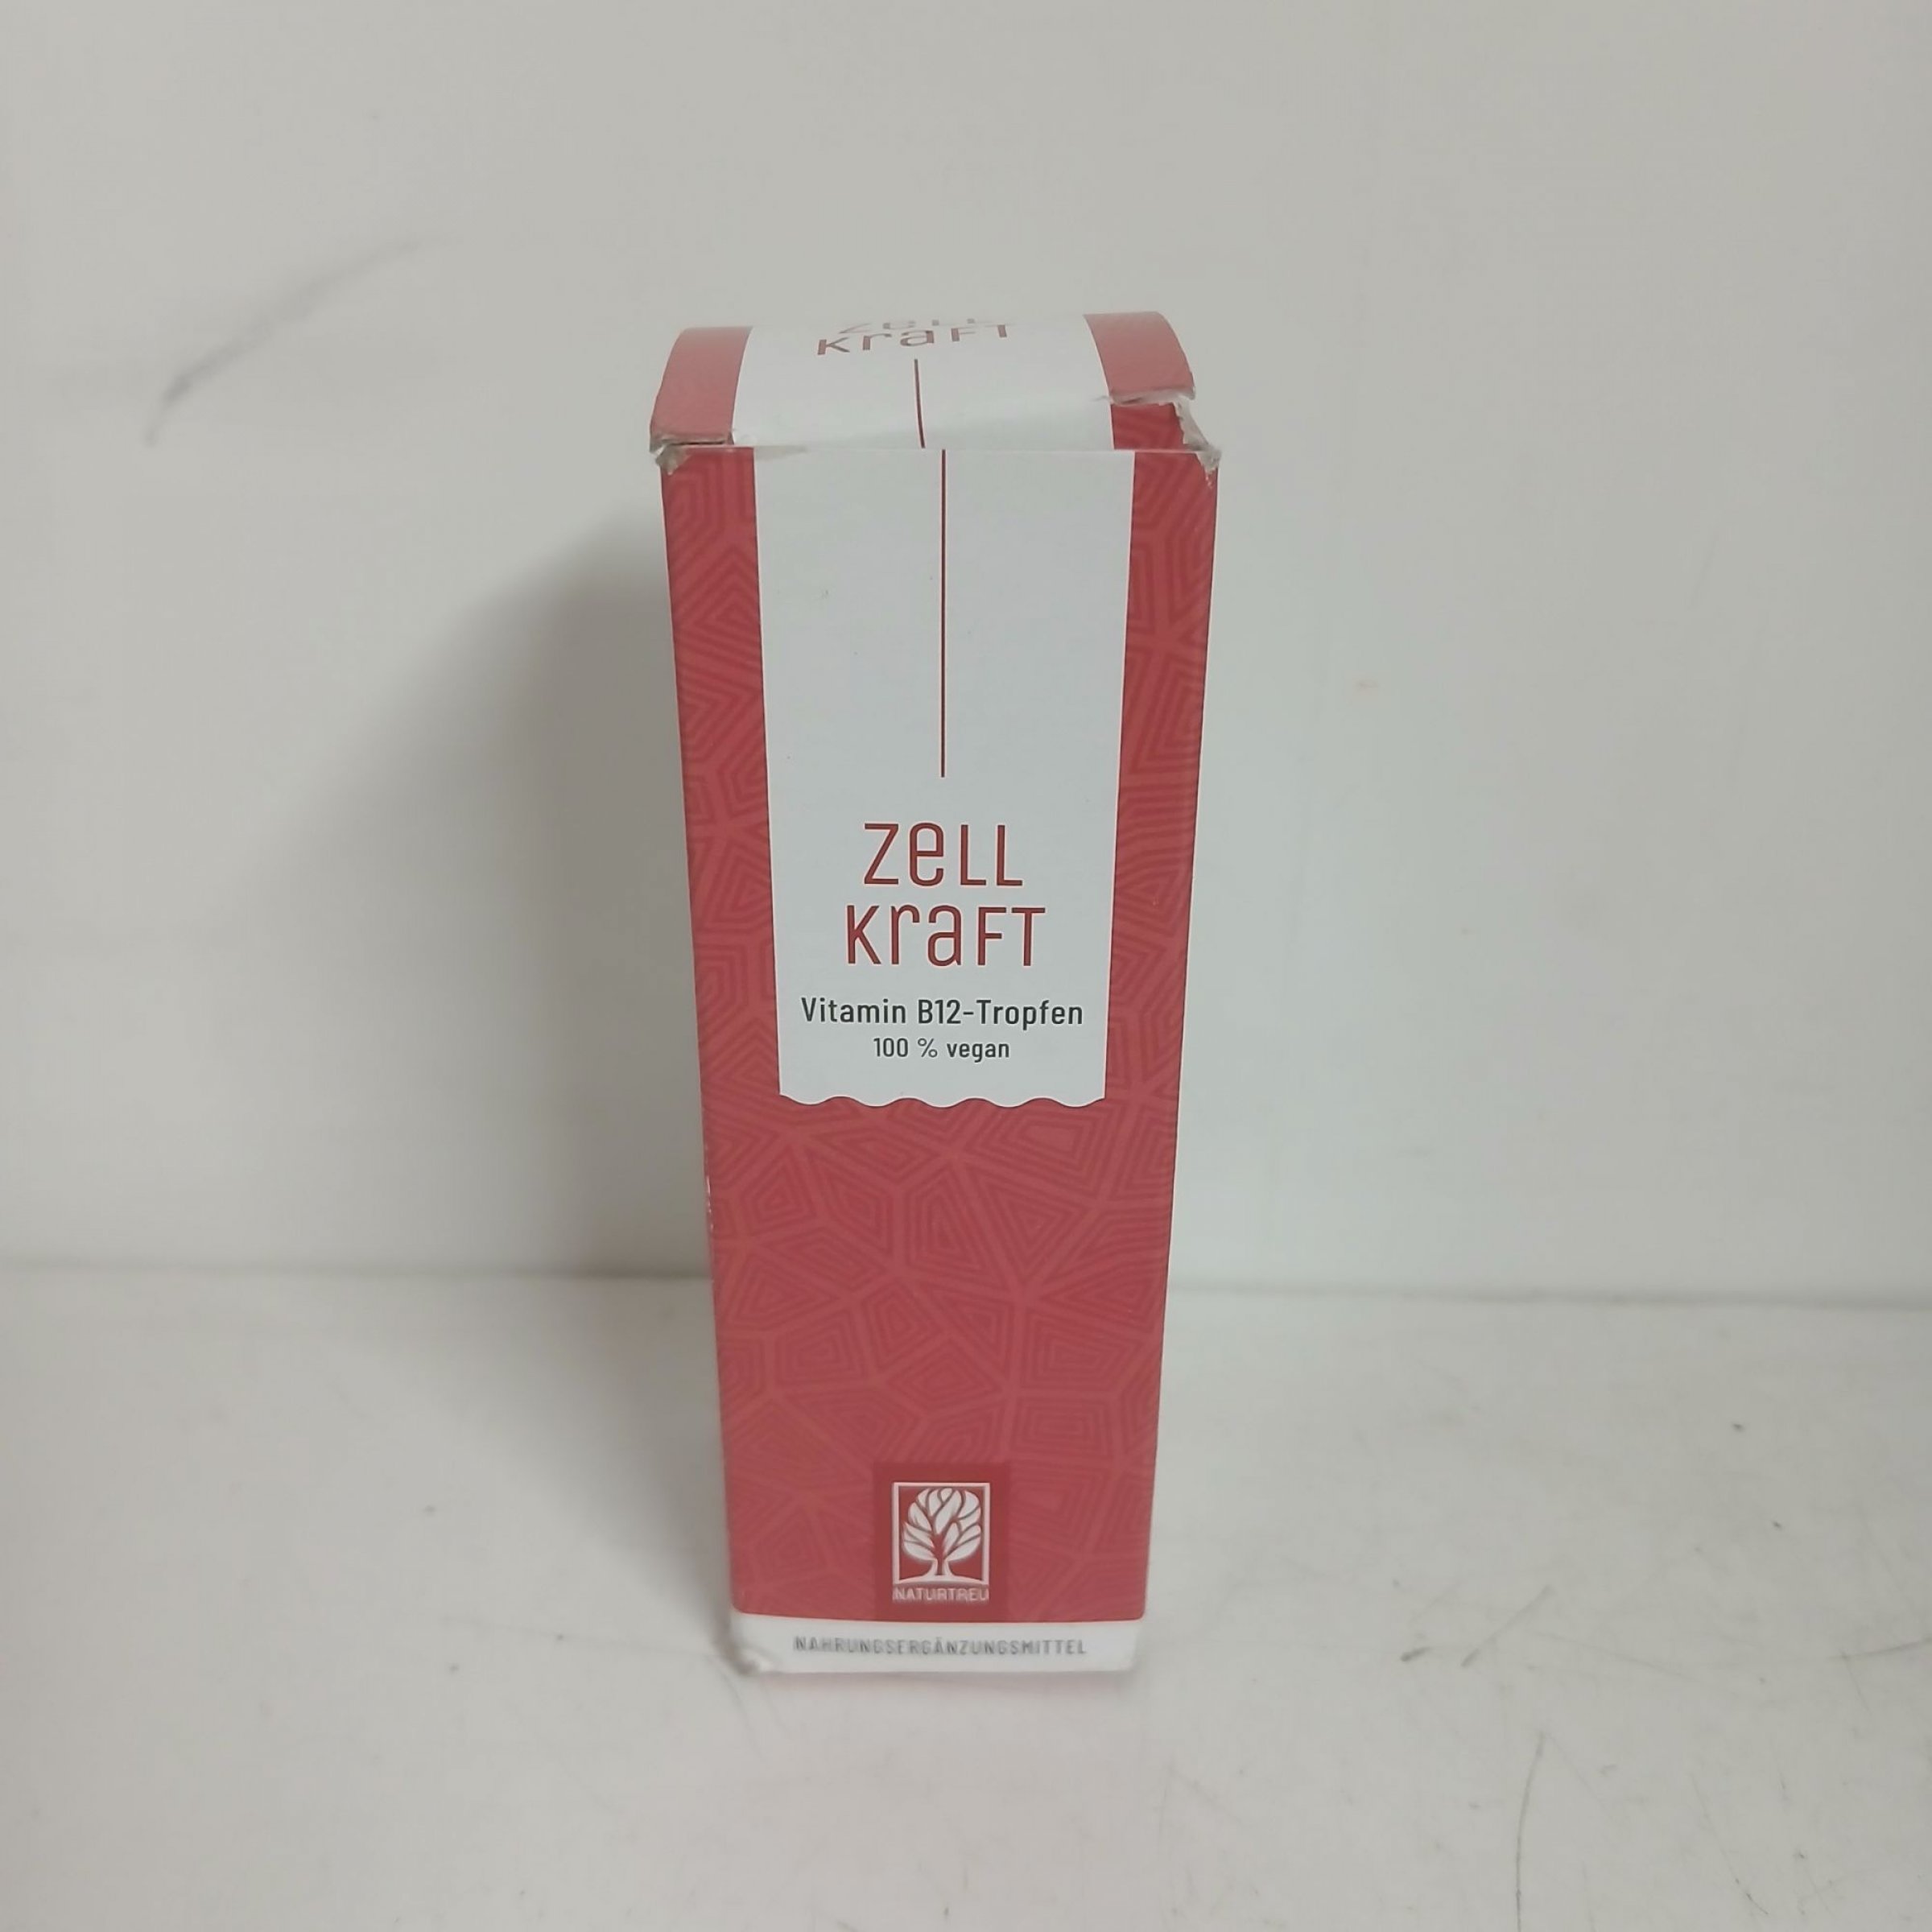 Zell
Kraft
Zell
Kraft
Vitamin B12-Tropfen
100 % vegan
NATURTREU
NAHRUNGSERGÄNZUNGSMITTEL